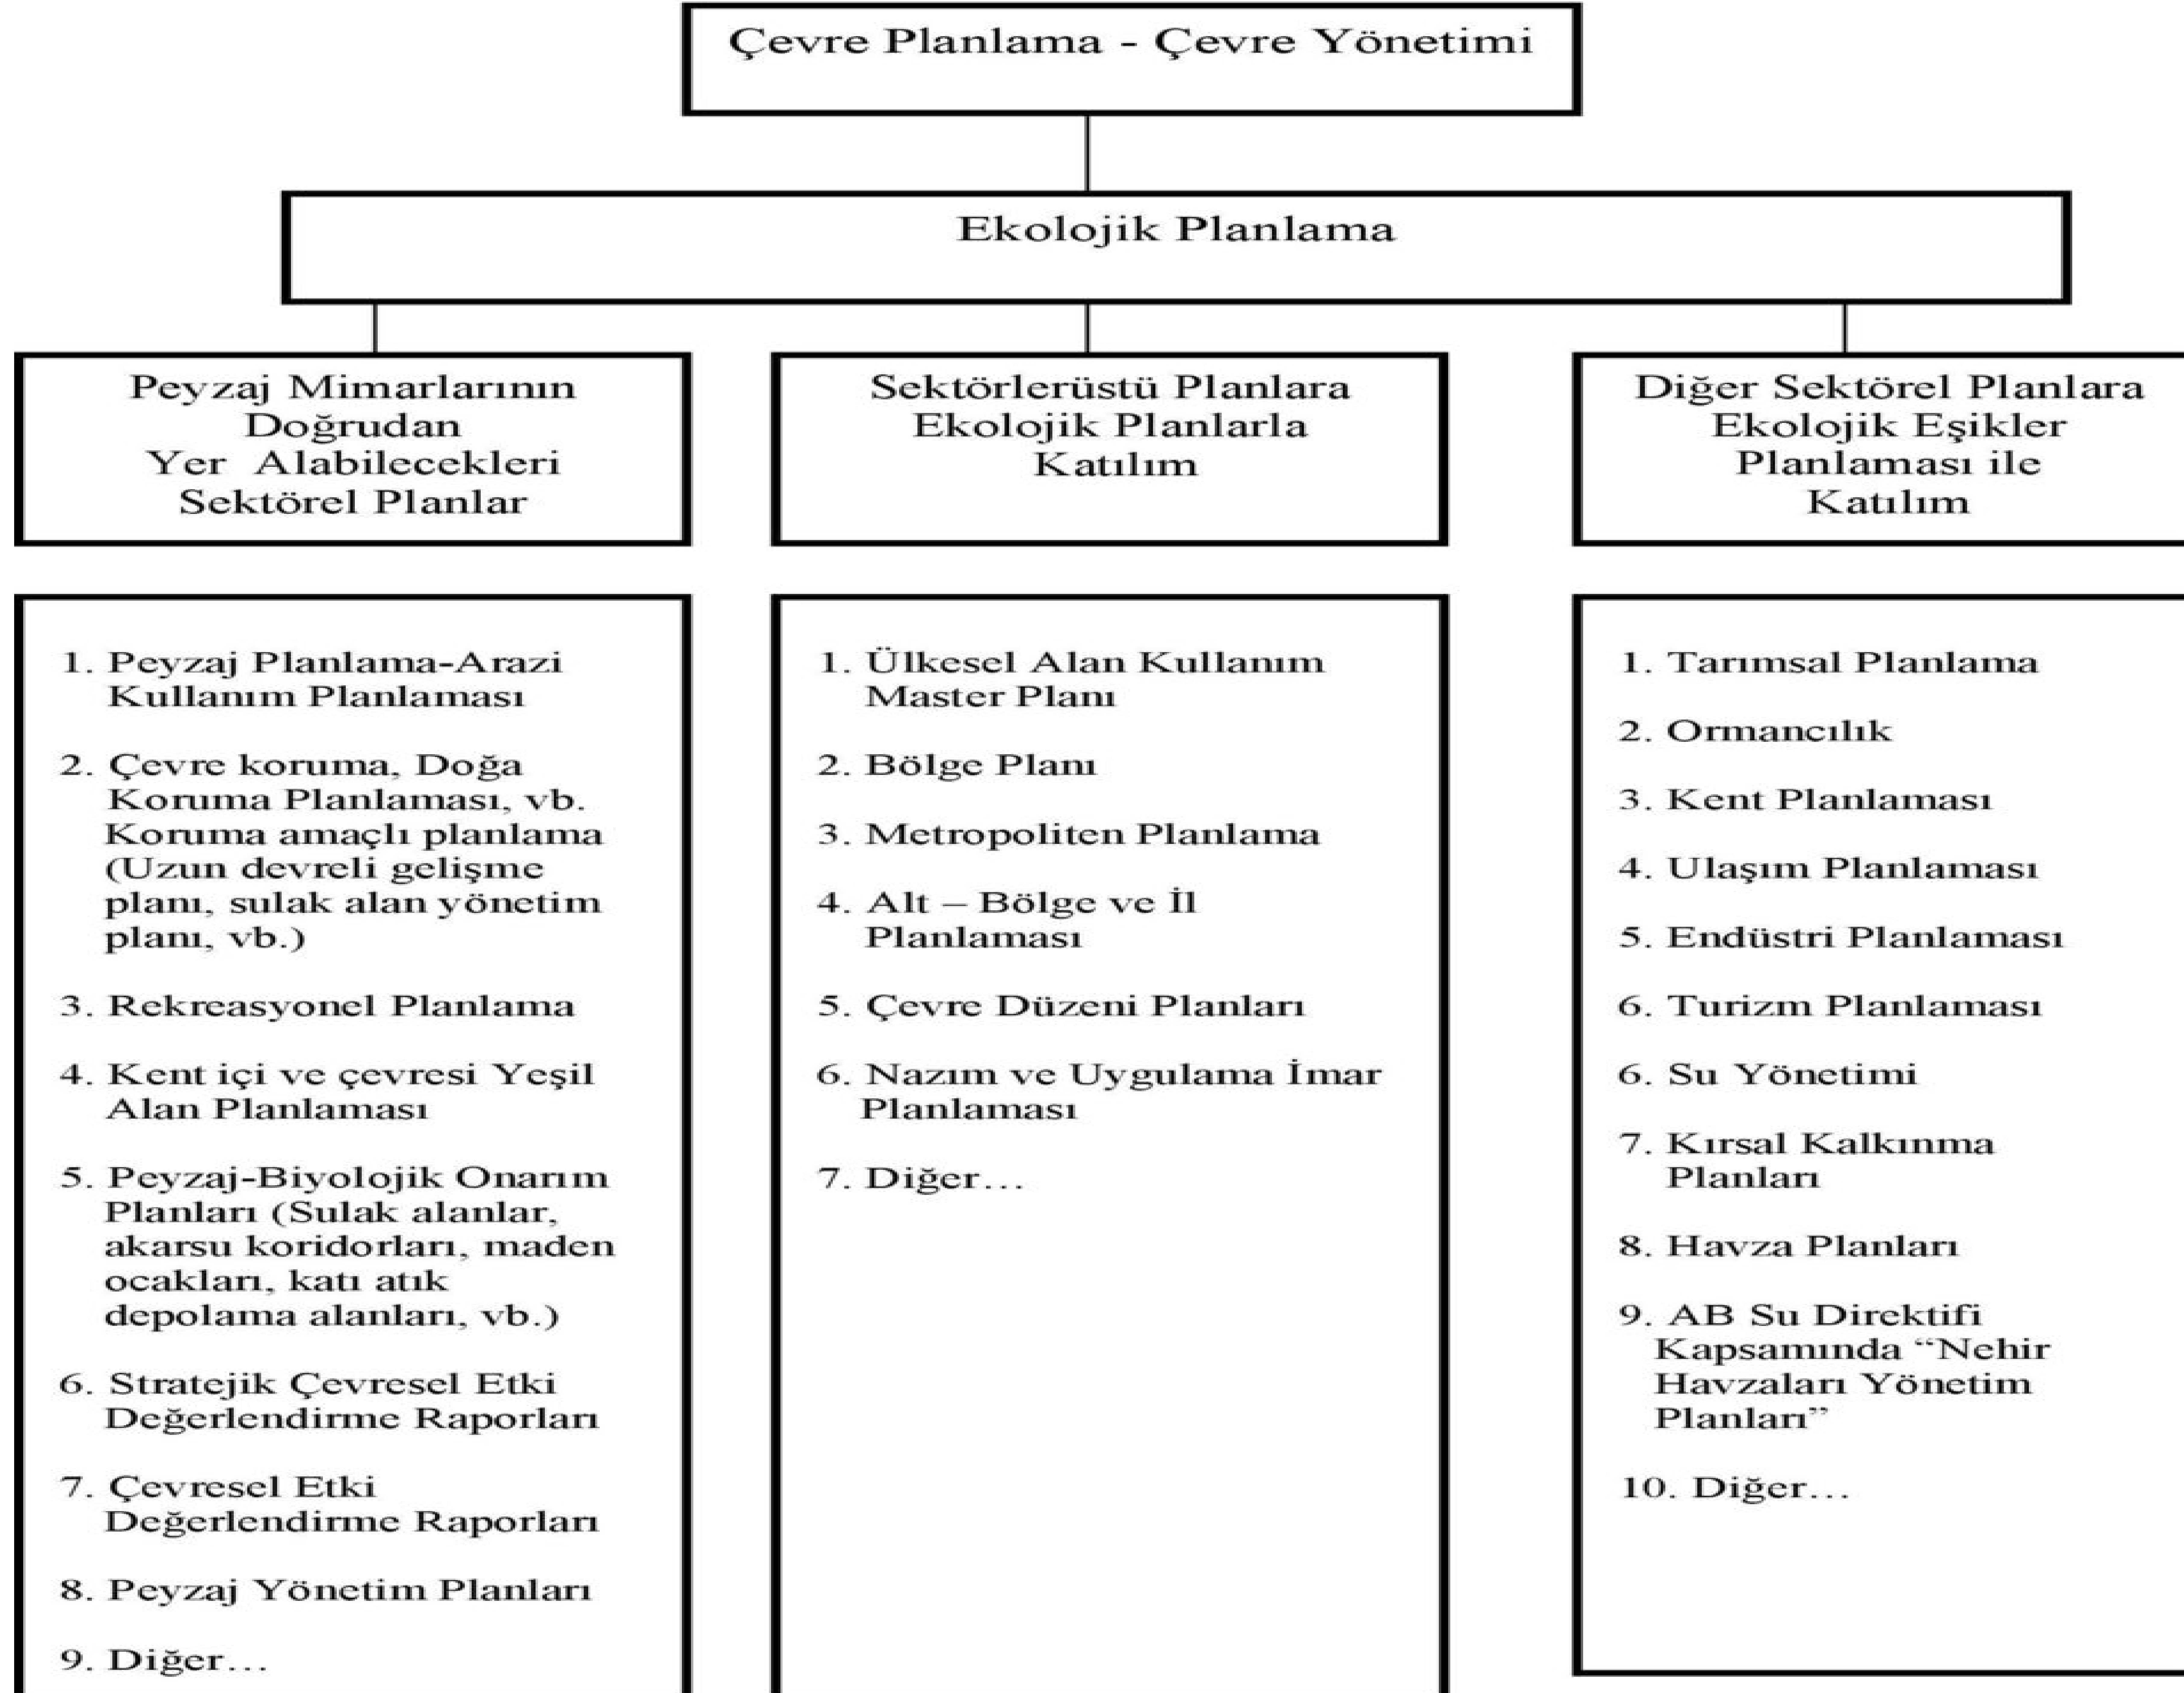 Çevre Planlama - Çevre Yönetimi
Ekolojik Planlama
Peyzaj Mimarlarının
Doğrudan
Yer Alabilecekleri
Sektörel Planlar
Sektörlerüstü Planlara
Ekolojik Planlarla
Katılım
Diğer Sektörel Planlara
Ekolojik Eşikler
Planlaması ile
Katılım
1. Peyzaj Planlama-Arazi
Kullanım Planlaması
2. Çevre koruma, Doğa
Koruma Planlaması, vb.
Koruma amaçlı planlama
(Uzun devreli gelişme
planı, sulak alan yönetim
planı, vb.)
3. Rekreasyonel Planlama
4. Kent içi ve çevresi Yeşil
Alan Planlaması
5. Peyzaj-Biyolojik Onarım
Planları (Sulak alanlar,
akarsu koridorları, maden
ocakları, katı atık
depolama alanları, vb.)
6. Stratejik Çevresel Etki
Değerlendirme Raporları
7. Çevresel Etki
Değerlendirme Raporları
8. Peyzaj Yönetim Planları
9. Diğer…
1. Ülkesel Alan Kullanım
Master Planı
2. Bölge Planı
3. Metropoliten Planlama
4. Alt – Bölge ve İl
Planlaması
5. Çevre Düzeni Planları
6. Nazım ve Uygulama İmar
Planlaması
7. Diğer…
1. Tarımsal Planlama
2. Ormancılık
3. Kent Planlaması
4. Ulaşım Planlaması
5. Endüstri Planlaması
6. Turizm Planlaması
6. Su Yönetimi
7. Kırsal Kalkınma
Planları
8. Havza Planları
9. AB Su Direktifi
Kapsamında “Nehir
Havzaları Yönetim
Planları”
10. Diğer…